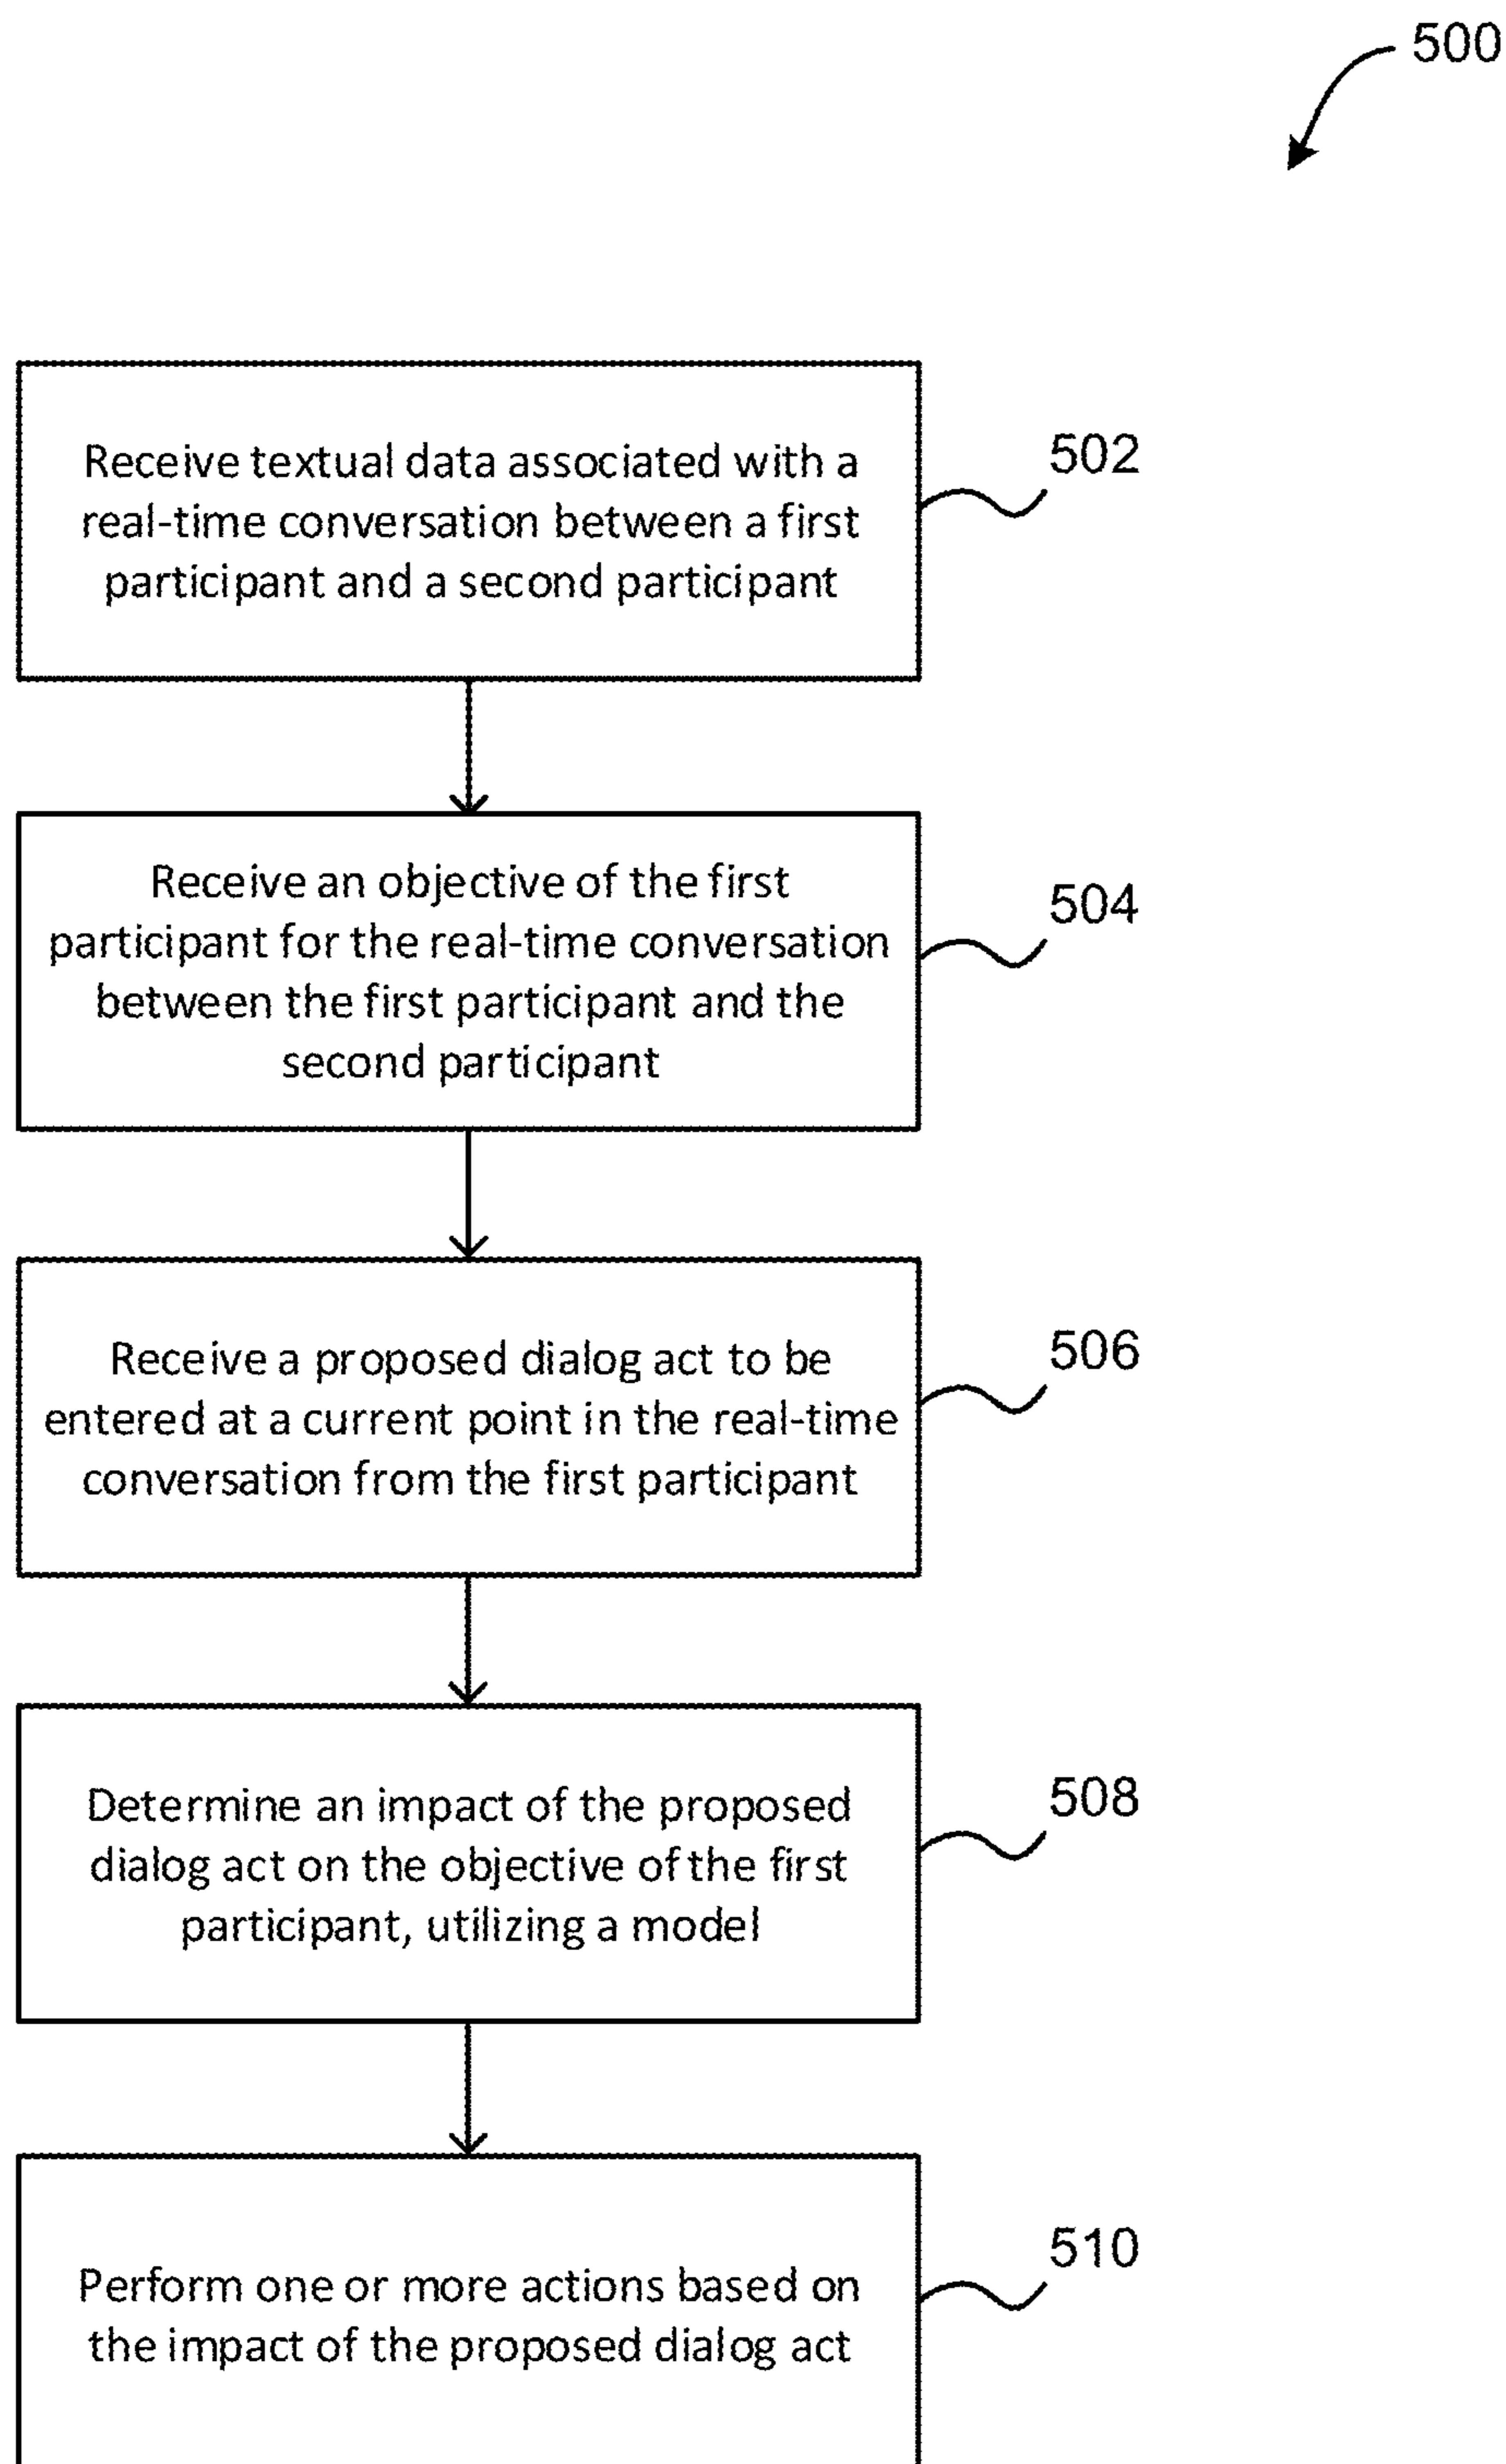 500
Receive textual data associated with a
real-time conversation between a first
participant and a second participant
502
Receive an objective of the first
participant for the real-time conversation
between the first participant and the
second participant
504
Receive a proposed dialog act to be
entered at a current point in the real-time
conversation from the first participant
506
Determine an impact of the proposed
dialog act on the objective of the first
participant, utilizing a model
508
Perform one or more actions based on
the impact of the proposed dialog act
510